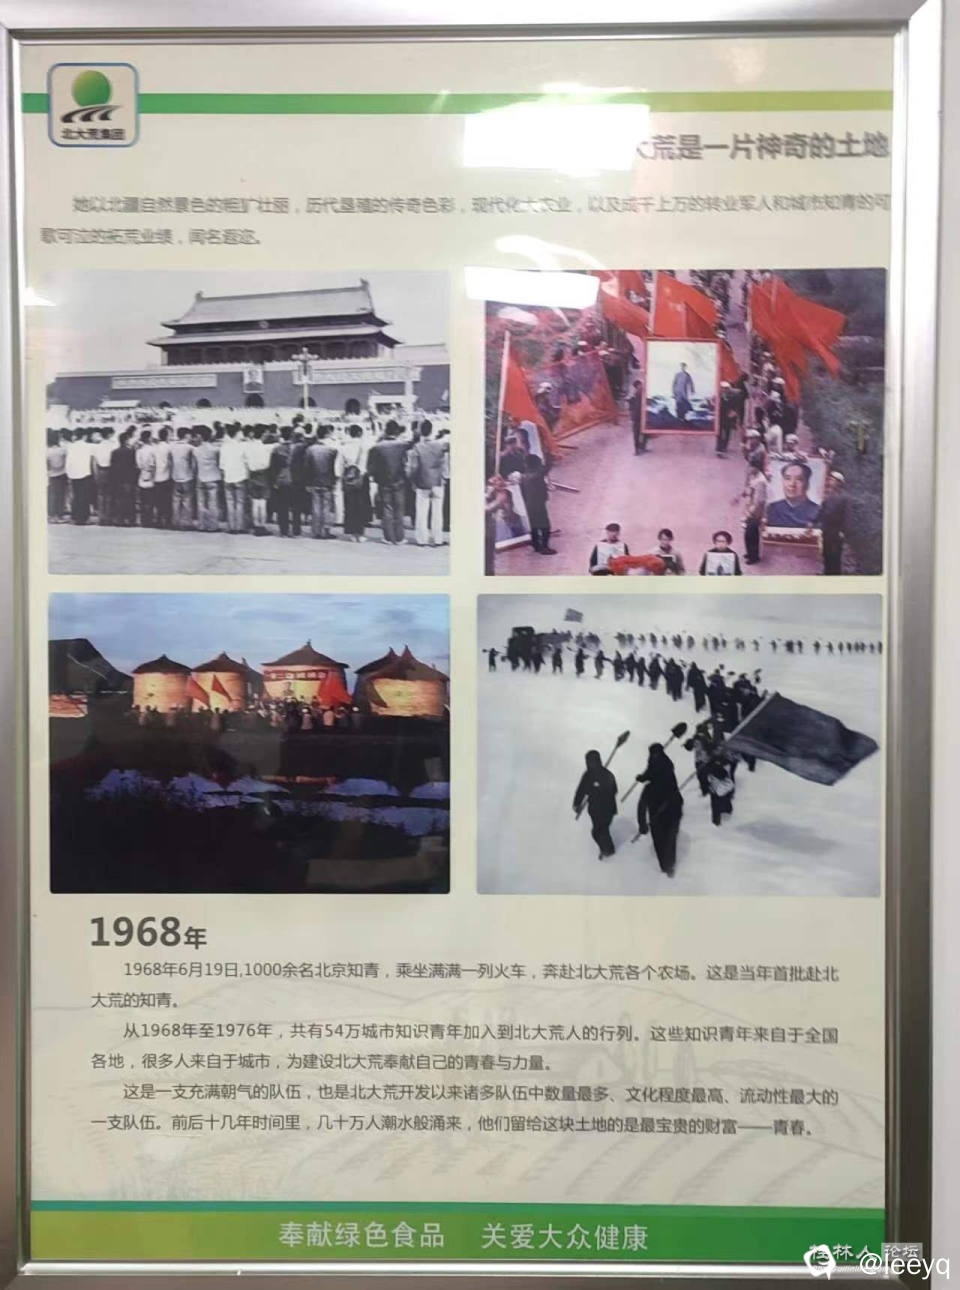 北大荒集团
荒是一片神奇的土地
她以北疆自然景色的粗犷壮丽，历代垦殖的传奇色彩，现代化大农业，以及成千上万的转业军人和城市知青的可
歌可泣的拓荒业绩，闻名遐迩。
1968年
1968年6月19日,1000余名北京知青，乘坐满满一列火车，奔赴北大荒各个农场。这是当年首批赴北
大荒的知青。
从1968年至1976年，共有54万城市知识青年加入到北大荒人的行列。这些知识青年来自于全国
各地，很多人来自于城市，为建设北大荒奉献自己的青春与力量。
这是一支充满朝气的队伍，也是北大荒开发以来诸多队伍中数量最多、文化程度最高、流动性最大的
一支队伍。前后十几年时间里，几十万人潮水般涌来，他们留给这块土地的是最宝贵的财富——青春。
奉献绿色食品 关爱大众健康
桂林人论坛
@leeyq